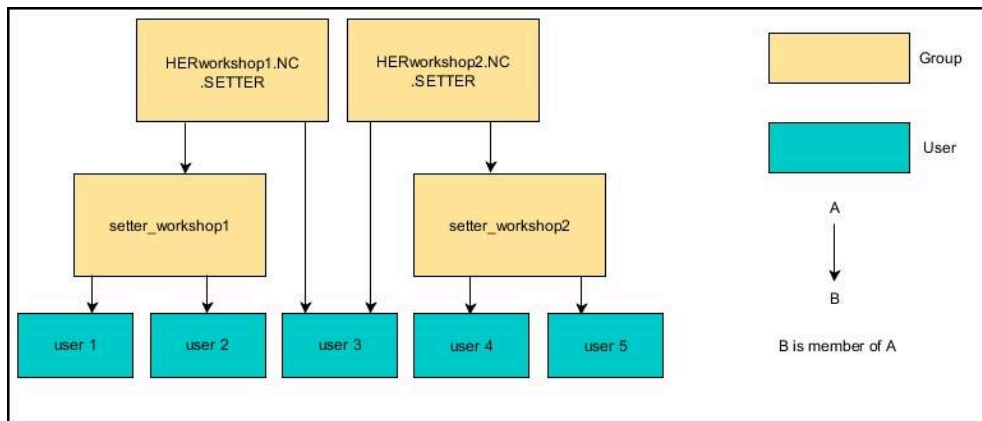 HERworkshop1.NC
.SETTER
HERworkshop2.NC
.SETTER
Group
User
setter_workshop1
setter_workshop2
A
B
user 1
user 2
user 3
user 4
user 5
B is member of A